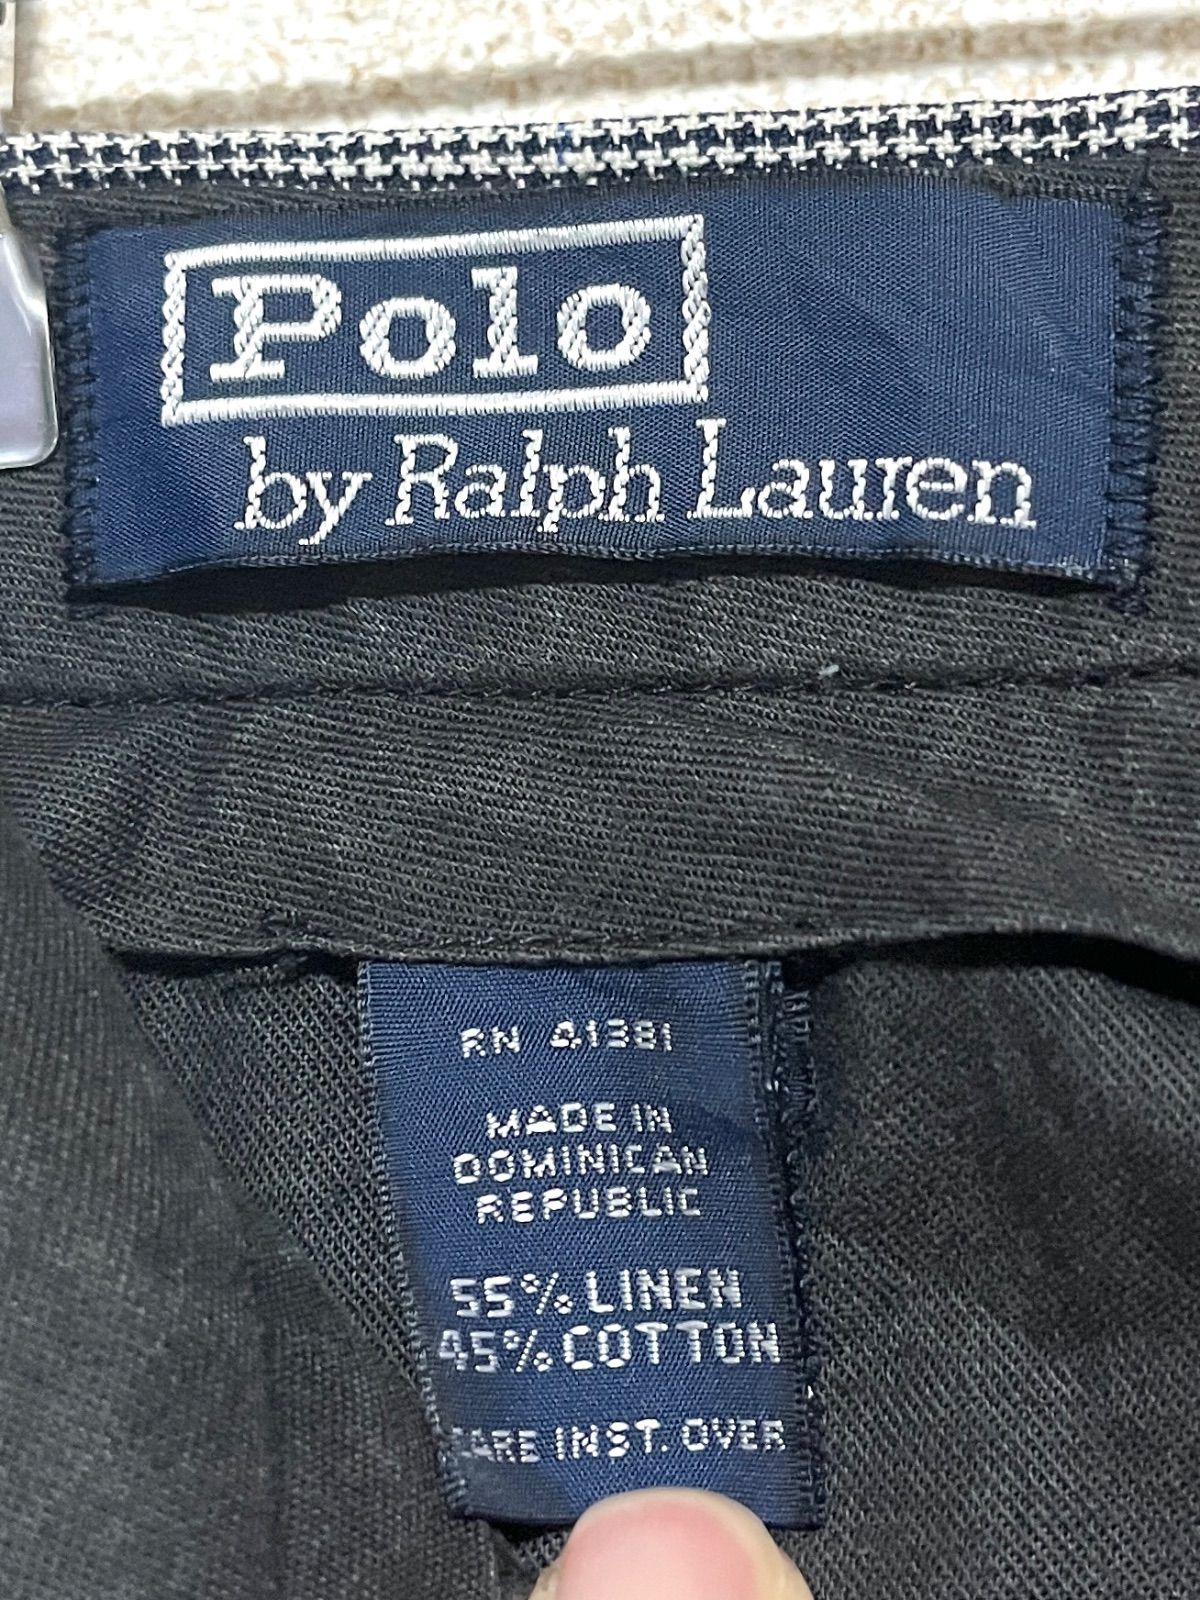 Polo
by Ralph Lauren
RN 41381
MADE IN
DOMINICAN
REPUBLIC
55% LINEN
45% COTTON
CARE INST. OVER